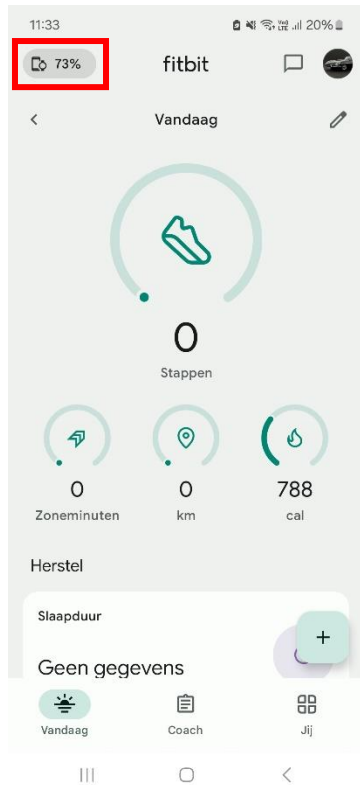 11:33
20%
73%
fitbit
Vandaag
0
Stappen
0
0
788
Zoneminuten
km
cal
Herstel
Slaapduur
Geen gegevens
+
Vandaag
Coach
Jij